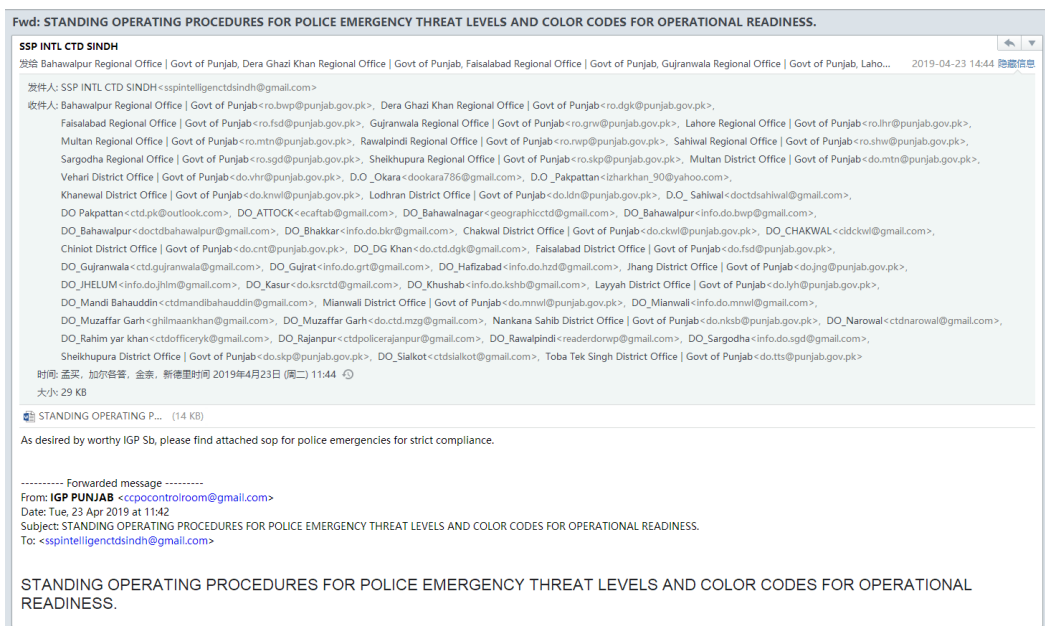 Fwd: STANDING OPERATING PROCEDURES FOR POLICE EMERGENCY THREAT LEVELS AND COLOR CODES FOR OPERATIONAL READINESS.
SSP INTL CTD SINDH
发给 Bahawalpur Regional Office | Govt of Punjab, Dera Ghazi Khan Regional Office | Govt of Punjab, Faisalabad Regional Office | Govt of Punjab, Gujranwala Regional Office | Govt of Punjab, Laho... 2019-04-23 14:44 隐藏信息
发件人: SSP INTL CTD SINDH<sspintelligenctdsindh@gmail.com>
收件人: Bahawalpur Regional Office | Govt of Punjab<ro.bwp@punjab.gov.pk>, Dera Ghazi Khan Regional Office | Govt of Punjab<ro.dgk@punjab.gov.pk>,
Faisalabad Regional Office | Govt of Punjab<ro.fsd@punjab.gov.pk>, Gujranwala Regional Office | Govt of Punjab<ro.grw@punjab.gov.pk>, Lahore Regional Office | Govt of Punjab<ro.lhr@punjab.gov.pk>,
Multan Regional Office | Govt of Punjab<ro.mtn@punjab.gov.pk>, Rawalpindi Regional Office | Govt of Punjab<ro.rwp@punjab.gov.pk>, Sahiwal Regional Office | Govt of Punjab<ro.shw@punjab.gov.pk>,
Sargodha Regional Office | Govt of Punjab<ro.sgd@punjab.gov.pk>, Sheikhupura Regional Office | Govt of Punjab<ro.skp@punjab.gov.pk>, Multan District Office | Govt of Punjab<do.mtn@punjab.gov.pk>,
Vehari District Office | Govt of Punjab<do.vhr@punjab.gov.pk>, D.O _Okara<dookara786@gmail.com>, D.O _Pakpattan<izharkhan_90@yahoo.com>,
Khanewal District Office | Govt of Punjab<do.knwl@punjab.gov.pk>, Lodhran District Office | Govt of Punjab<do.ldn@punjab.gov.pk>, D.O_ Sahiwal<doctdsahiwal@gmail.com>,
DO Pakpattan<ctd.pk@outlook.com>, DO_ATTOCK<ecaftab@gmail.com>, DO_Bahawalnagar<geographicctd@gmail.com>, DO_Bahawalpur<info.do.bwp@gmail.com>,
DO_Bahawalpur<doctdbahawalpur@gmail.com>, DO_Bhakkar<info.do.bkr@gmail.com>, Chakwal District Office | Govt of Punjab<do.ckwl@punjab.gov.pk>, DO_CHAKWAL<cidckwl@gmail.com>,
Chiniot District Office | Govt of Punjab<do.cnt@punjab.gov.pk>, DO_DG Khan<do.ctd.dgk@gmail.com>, Faisalabad District Office | Govt of Punjab<do.fsd@punjab.gov.pk>,
DO_Gujranwala<ctd.gujranwala@gmail.com>, DO_Gujrat<info.do.grt@gmail.com>, DO_Hafizabad<info.do.hzd@gmail.com>, Jhang District Office | Govt of Punjab<do.jng@punjab.gov.pk>,
DO_JHELUM<info.do.jhlm@gmail.com>, DO_Kasur<do.ksrctd@gmail.com>, DO_Khushab<info.do.kshb@gmail.com>, Layyah District Office | Govt of Punjab<do.lyh@punjab.gov.pk>,
DO_Mandi Bahauddin<ctdmandibahauddin@gmail.com>, Mianwali District Office | Govt of Punjab<do.mnwl@punjab.gov.pk>, DO_Mianwali<info.do.mnwl@gmail.com>,
DO_Muzaffar Garh<ghilmaankhan@gmail.com>, DO_Muzaffar Garh<do.ctd.mzg@gmail.com>, Nankana Sahib District Office | Govt of Punjab<do.nksb@punjab.gov.pk>, DO_Narowal<ctdnarowal@gmail.com>,
DO_Rahim yar khan<ctdofficeryk@gmail.com>, DO_Rajanpur<ctdpolicerajanpur@gmail.com>, DO_Rawalpindi<readerdorwp@gmail.com>, DO_Sargodha<info.do.sgd@gmail.com>,
Sheikhupura District Office | Govt of Punjab<do.skp@punjab.gov.pk>, DO_Sialkot<ctdsialkot@gmail.com>, Toba Tek Singh District Office | Govt of Punjab<do.tts@punjab.gov.pk>
时间: 孟买，加尔各答，金奈，新德里时间 2019年4月23日 (周二) 11:44
大小: 29 KB
STANDING OPERATING P... (14 KB)
As desired by worthy IGP Sb, please find attached sop for police emergencies for strict compliance.
---------- Forwarded message ---------
From: IGP PUNJAB <ccpocontrolroom@gmail.com>
Date: Tue, 23 Apr 2019 at 11:42
Subject: STANDING OPERATING PROCEDURES FOR POLICE EMERGENCY THREAT LEVELS AND COLOR CODES FOR OPERATIONAL READINESS.
To: <sspintelligenctdsindh@gmail.com>
STANDING OPERATING PROCEDURES FOR POLICE EMERGENCY THREAT LEVELS AND COLOR CODES FOR OPERATIONAL
READINESS.